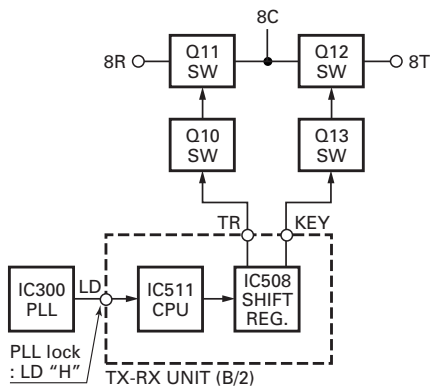 8C
8R
Q11
SW
Q12
SW
8T
Q10
SW
Q13
SW
TR
KEY
IC300
PLL
LD
IC511
CPU
IC508
SHIFT
REG.
PLL lock
: LD “H”
TX-RX UNIT (B/2)